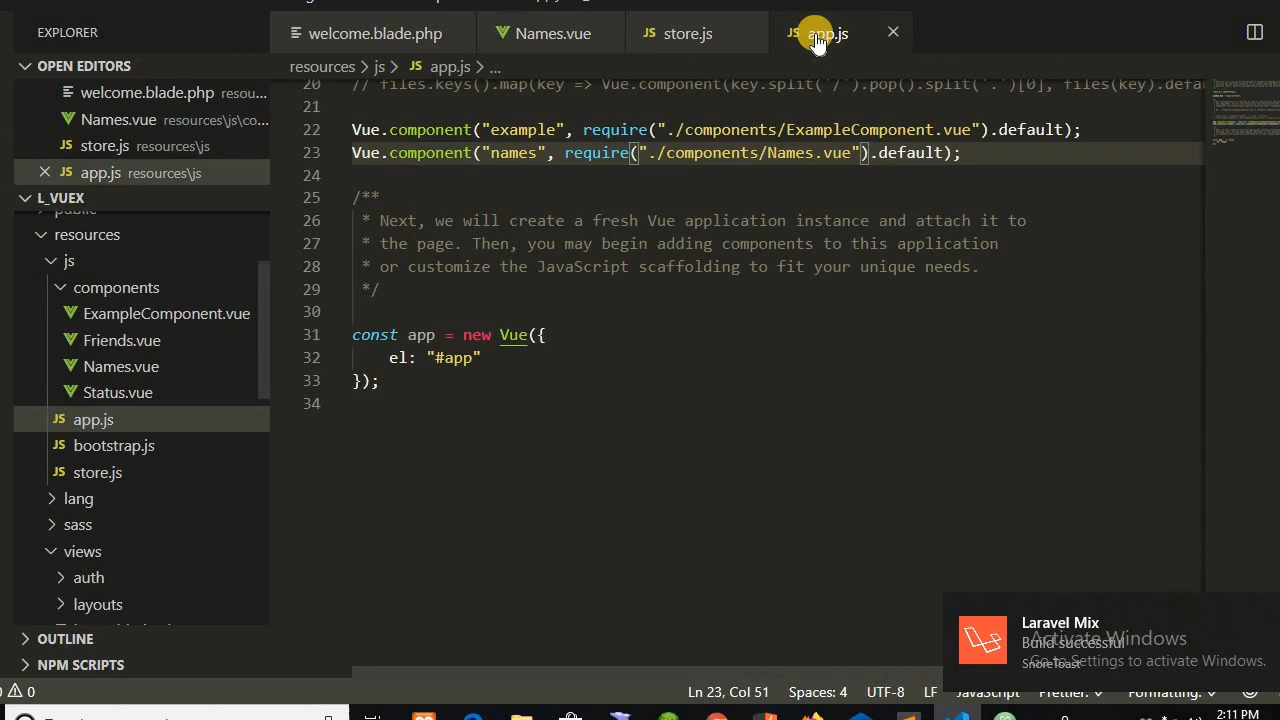 EXPLORER
welcome.blade.php
Names.vue
store.js
app.js
OPEN EDITORS
resources
js
app.js
...
welcome.blade.php resou...
Names.vue resources\js\co...
store.js resources\js
app.js resources\js
L_VUEX
public
resources
js
components
ExampleComponent.vue
Friends.vue
Names.vue
Status.vue
app.js
bootstrap.js
store.js
lang
sass
views
auth
layouts
OUTLINE
NPM SCRIPTS
20 // files.keys().map(key => Vue.component(key.split('/').pop().split('.')[0], files(key).defa
21
22 Vue.component("example", require("./components/ExampleComponent.vue").default);
23 Vue.component("names", require("./components/Names.vue").default);
24
25 /**
26 * Next, we will create a fresh Vue application instance and attach it to
27 * the page. Then, you may begin adding components to this application
28 * or customize the JavaScript scaffolding to fit your unique needs.
29 */
30
31 const app = new Vue({
32 el: "#app"
33 });
34
Laravel Mix
Build successful
SnoreToast
Activate Windows
Go to Settings to activate Windows.
0 Ln 23, Col 51 Spaces: 4 UTF-8 LF JavaScript Prettier: ✓ Formatting: ✓
2:11 PM